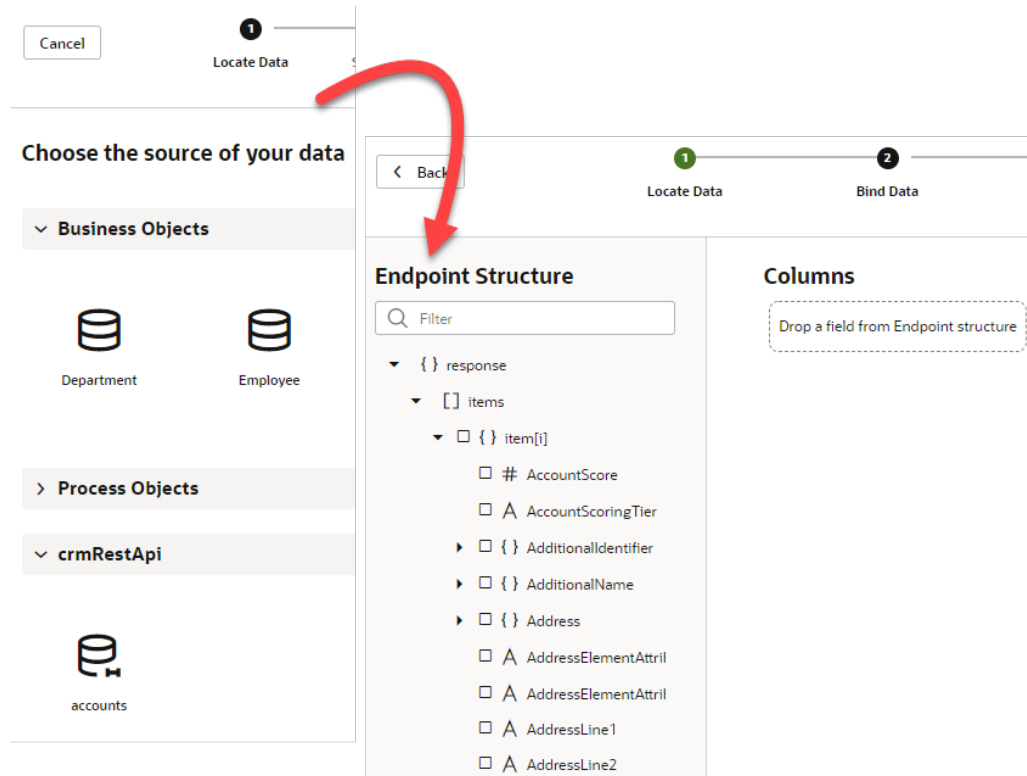 Cancel
1
Locate Data
Choose the source of your data
Business Objects
Department
Employee
Process Objects
crmRestApi
accounts
Back
1
2
Locate Data
Bind Data
Endpoint Structure
Filter
{ } response
[ ] items
{ } item[i]
# AccountScore
A AccountScoringTier
{ } AdditionalIdentifier
{ } AdditionalName
{ } Address
A AddressElementAttril
A AddressElementAttril
A AddressLine1
A AddressLine2
Columns
Drop a field from Endpoint structure